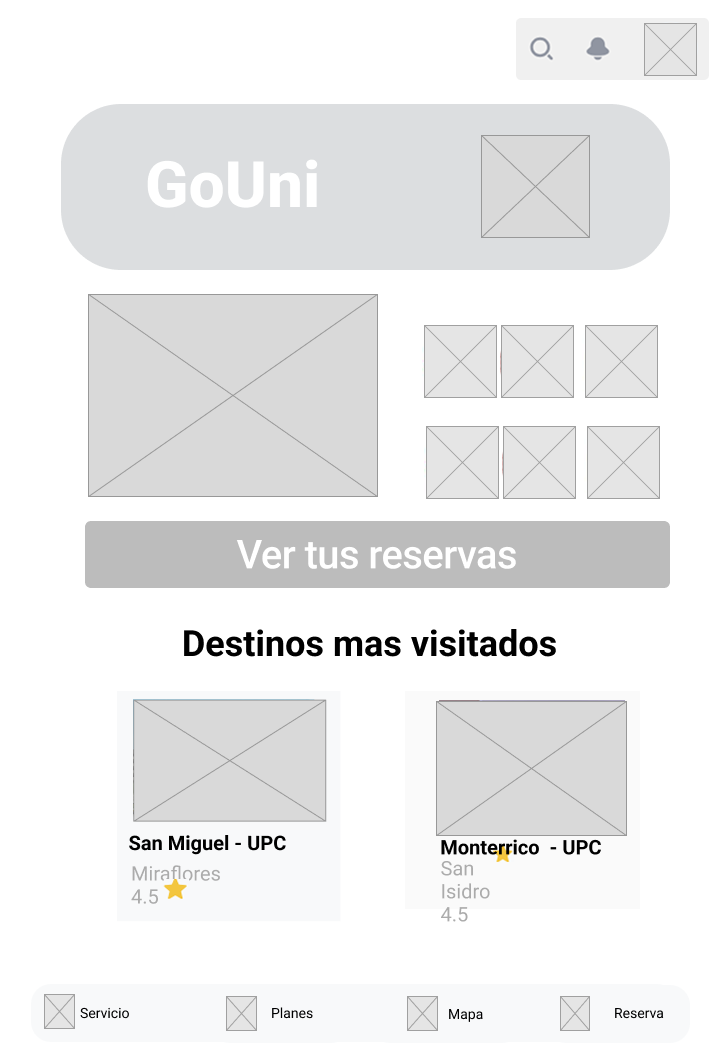 GoUni
Ver tus reservas
Destinos mas visitados
San Miguel - UPC
Miraflores
4.5
Monterrico - UPC
San
Isidro
4.5
Servicio
Planes
Mapa
Reserva